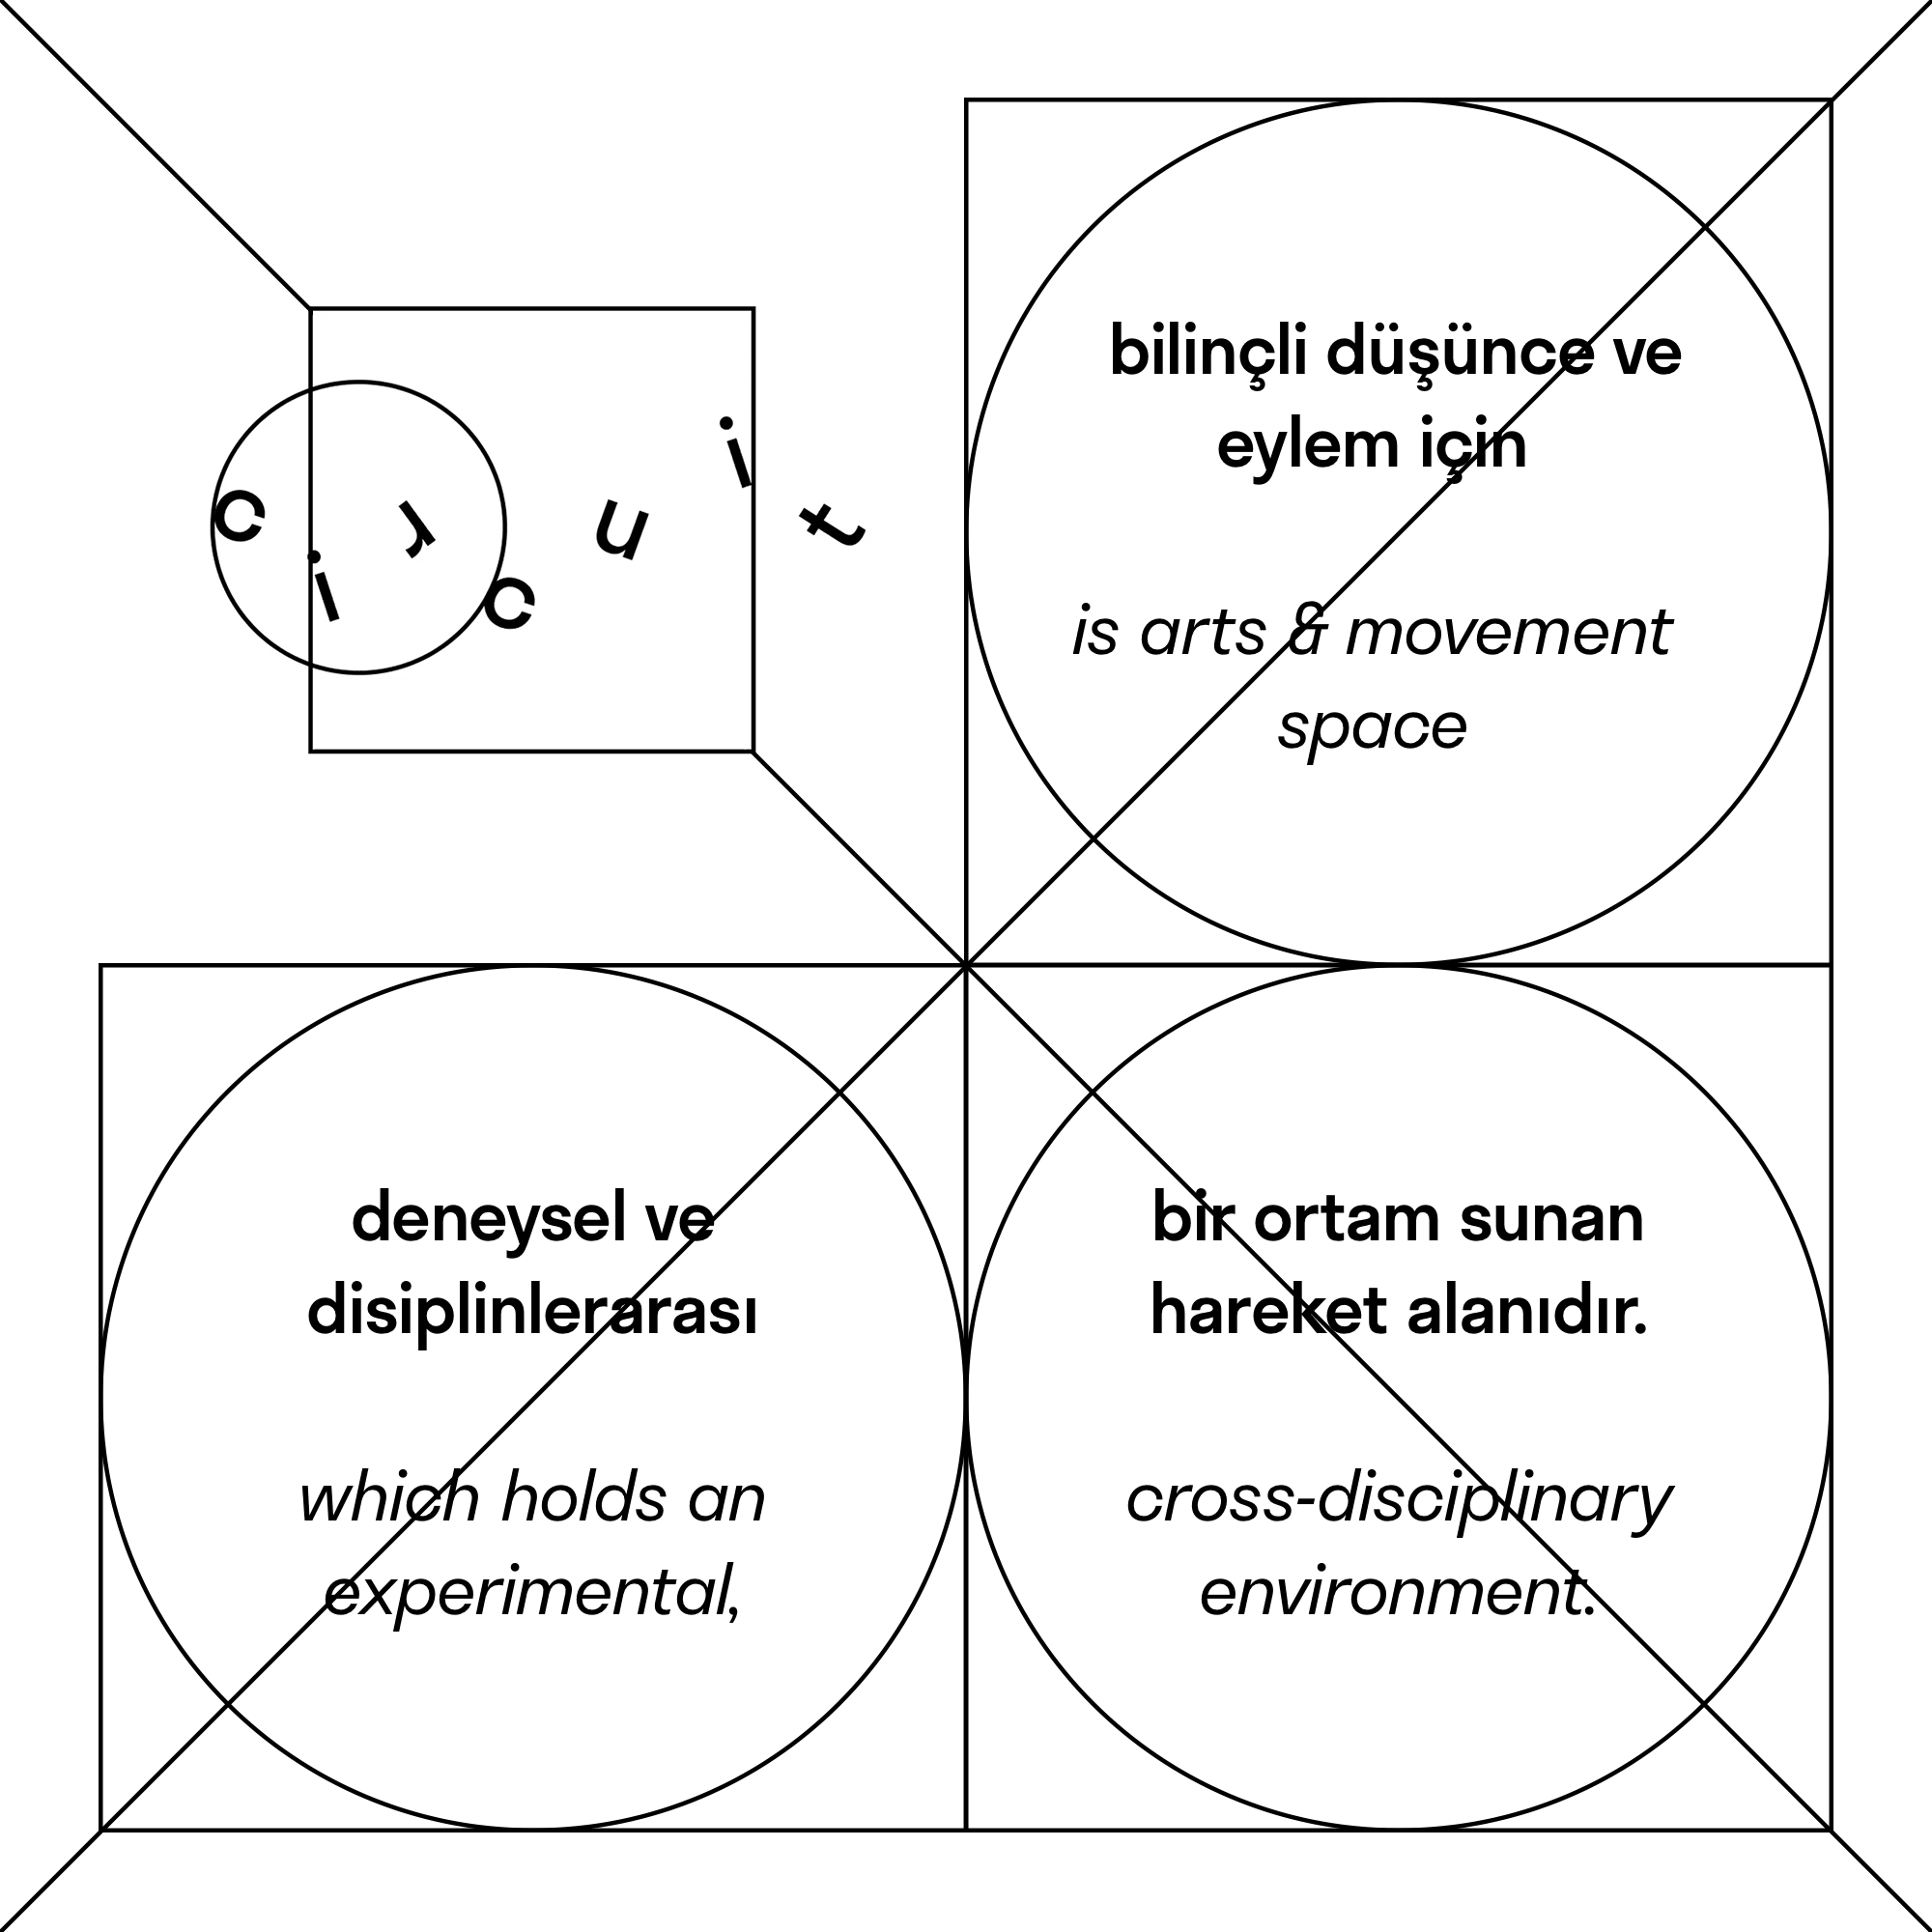 circuit
bilinçli düşünce ve
eylem için
is arts & movement
space
deneysel ve
disiplinlerarası
which holds an
experimental,
bir ortam sunan
hareket alanıdır.
cross-disciplinary
environment.